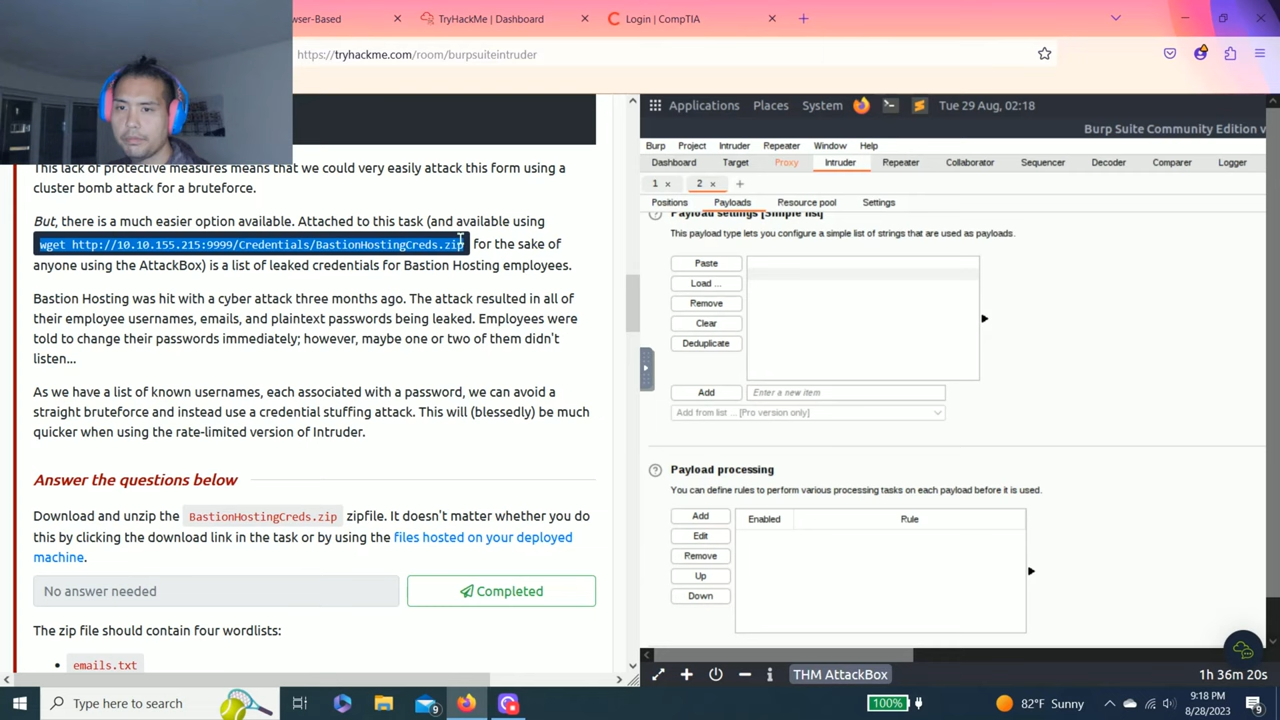 wser-Based
TryHackMe | Dashboard
Login | CompTIA
https://tryhackme.com/room/burpsuiteintruder
This lack of protective measures means that we could very easily attack this form using a
cluster bomb attack for a bruteforce.
But, there is a much easier option available. Attached to this task (and available using
wget http://10.10.155.215:9999/Credentials/BastionHostingCreds.zip for the sake of
anyone using the AttackBox) is a list of leaked credentials for Bastion Hosting employees.
Bastion Hosting was hit with a cyber attack three months ago. The attack resulted in all of
their employee usernames, emails, and plaintext passwords being leaked. Employees were
told to change their passwords immediately; however, maybe one or two of them didn't
listen...
As we have a list of known usernames, each associated with a password, we can avoid a
straight bruteforce and instead use a credential stuffing attack. This will (blessedly) be much
quicker when using the rate-limited version of Intruder.
Answer the questions below
Download and unzip the BastionHostingCreds.zip zipfile. It doesn't matter whether you do
this by clicking the download link in the task or by using the files hosted on your deployed
machine.
No answer needed
Completed
The zip file should contain four wordlists:
• emails.txt
Applications Places System Tue 29 Aug, 02:18
Burp Suite Community Edition v
Burp Project Intruder Repeater Window Help
Dashboard Target Proxy Intruder Repeater Collaborator Sequencer Decoder Comparer Logger
1 × 2 × +
Positions Payloads Resource pool Settings
Payload settings [Simple list]
This payload type lets you configure a simple list of strings that are used as payloads.
Paste
Load ...
Remove
Clear
Deduplicate
Add Enter a new item
Add from list ... [Pro version only]
Payload processing
You can define rules to perform various processing tasks on each payload before it is used.
Add Enabled Rule
Edit
Remove
Up
Down
THM AttackBox
1h 36m 20s
Type here to search
9
100%
82°F Sunny
9:18 PM
8/28/2023
9